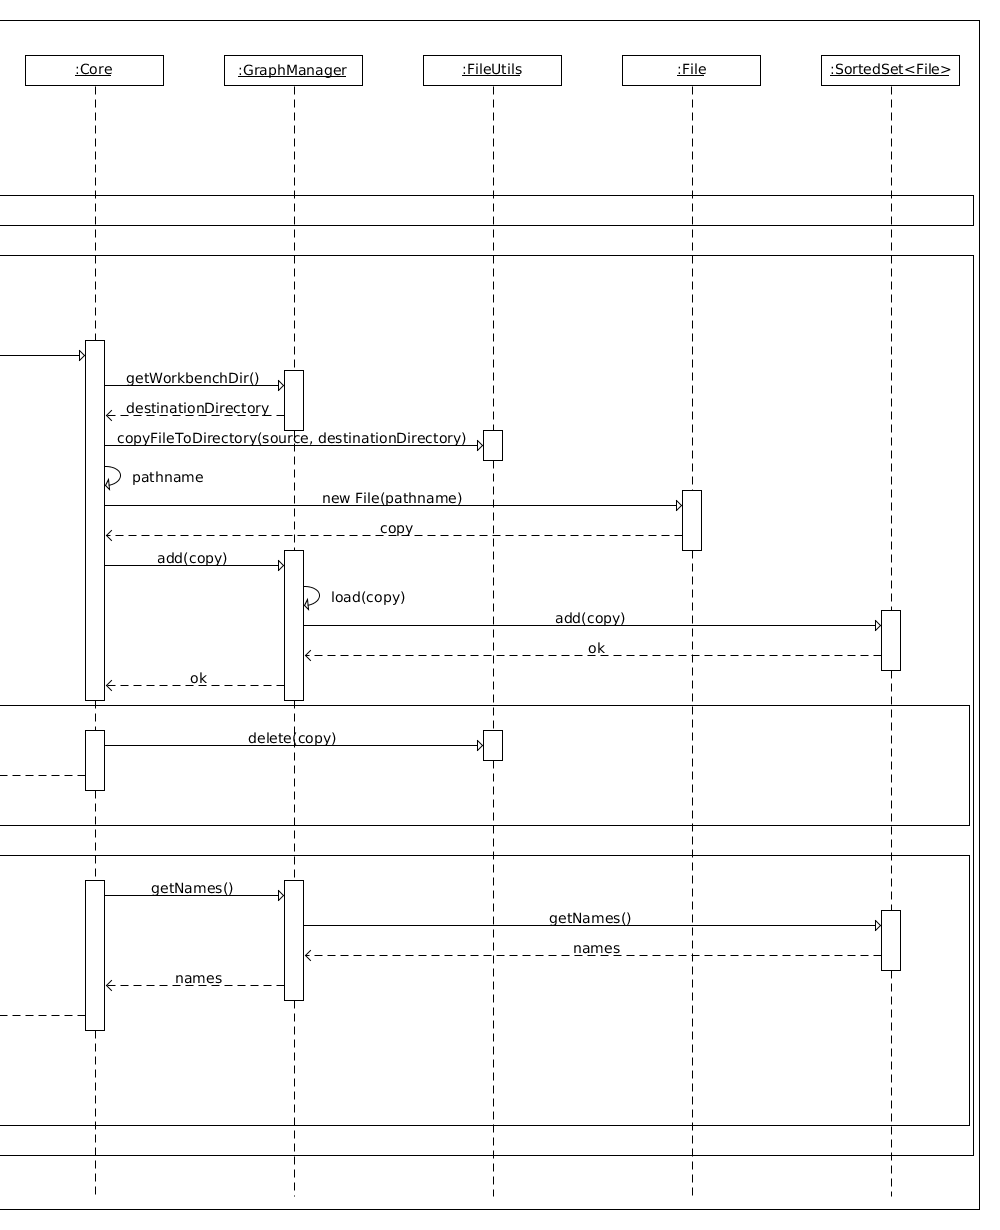 :Core
:GraphManager
:FileUtils
:File
:SortedSet<File>
getWorkbenchDir()
destinationDirectory
copyFileToDirectory(source, destinationDirectory)
pathname
new File(pathname)
copy
add(copy)
load(copy)
add(copy)
ok
ok
delete(copy)
getNames()
getNames()
names
names